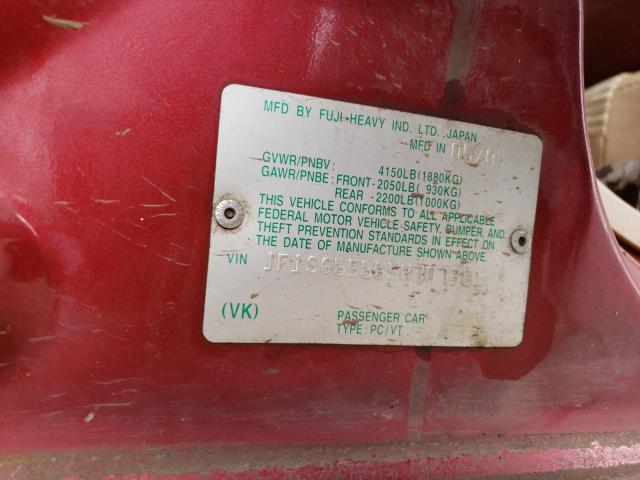 MFD BY FUJI HEAVY IND. LTD. JAPAN
MFD IN
GVWR/PNBV: 4150LB(1880KG)
GAWR/PNBE: FRONT-2050LB( 930KG)
REAR -2200LB(1000KG)
THIS VEHICLE CONFORMS TO ALL APPLICABLE
FEDERAL MOTOR VEHICLE SAFETY, BUMPER, AND
THEFT PREVENTION STANDARDS IN EFFECT ON
THE DATE OF MANUFACTURE SHOWN ABOVE.
VIN
(VK) PASSENGER CAR
TYPE: PC/VT